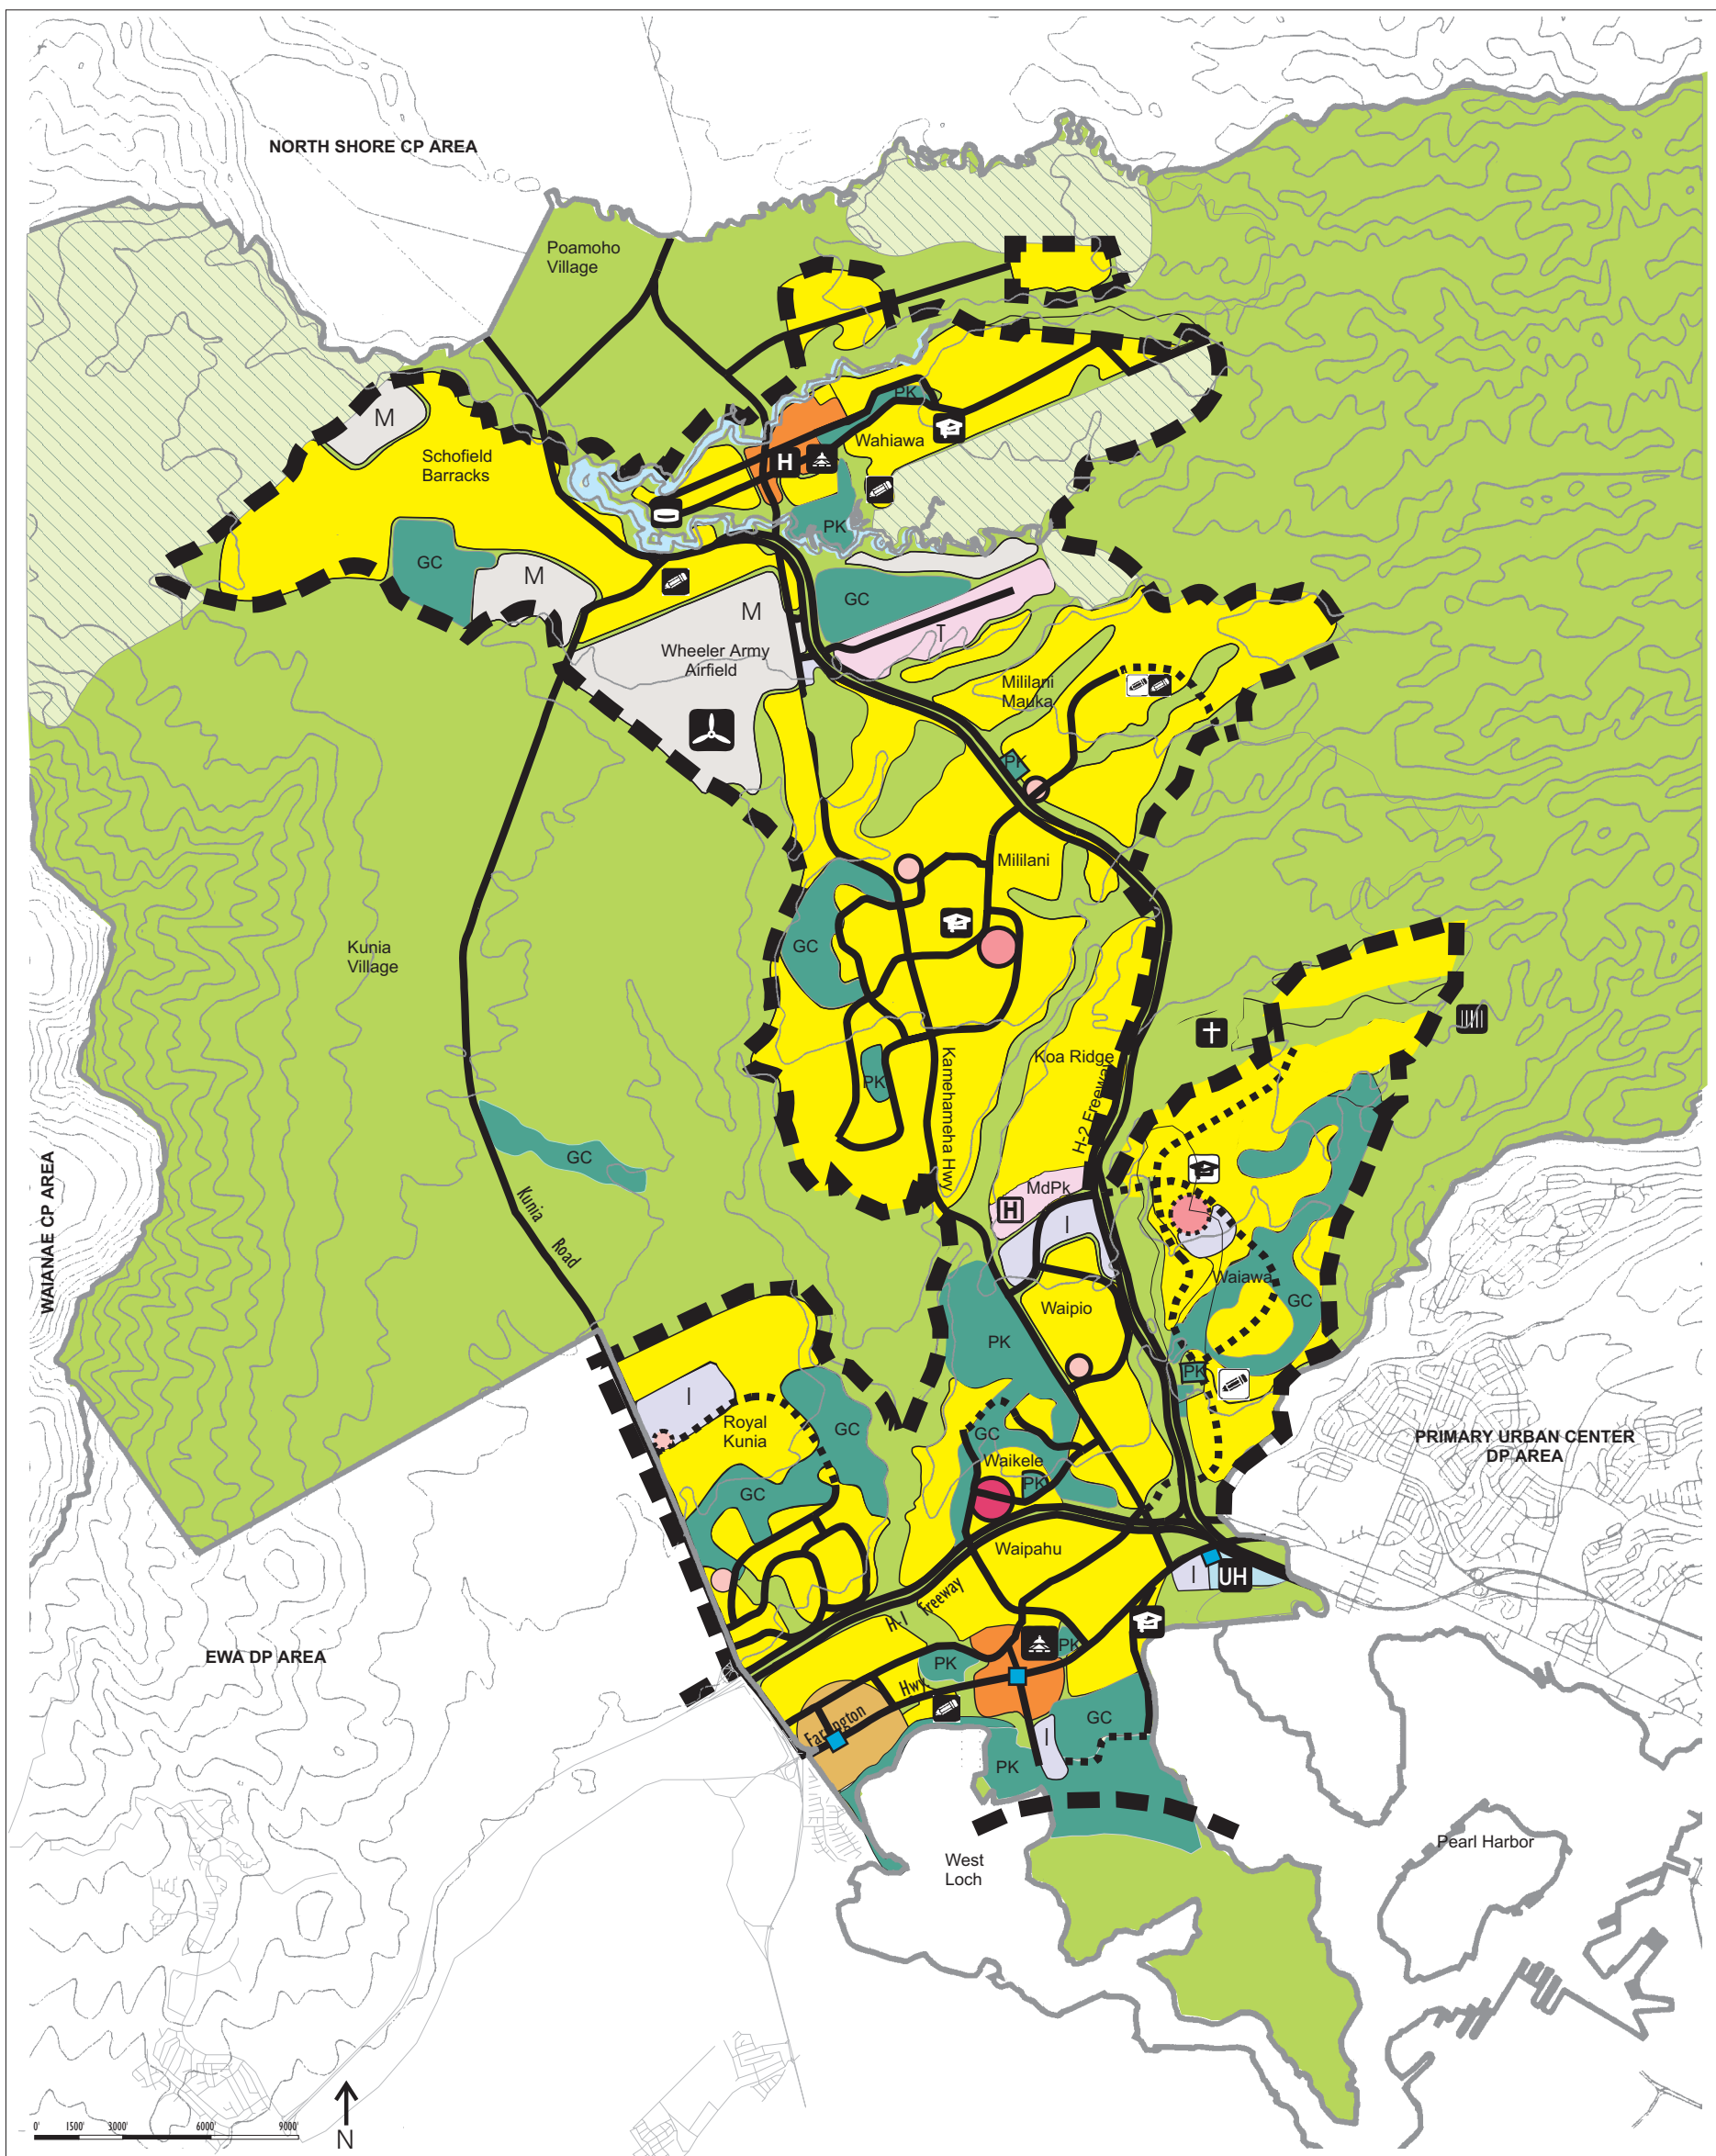 NORTH SHORE CP AREA
Poamoho
Village
M
Schofield
Barracks
PK
Wahiawa
H
PK
GC
M
M
GC
T
Wheeler Army
Airfield
Mililani
Mauka
PK
Mililani
GC
Kunia
Village
Koa Ridge
PK
Kamehameha Hwy
H-2 Freeway
GC
WAIANAE CP AREA
Kunia
Road
MdPk
H
I
Waiawa
GC
Waipio
PK
PK
I
Royal
Kunia
GC
GC
Waikele
PK
GC
PRIMARY URBAN CENTER
DP AREA
Waipahu
I
UH
H-1
Freeway
EWA DP AREA
PK
PK
Hwy.
Farrington
GC
I
PK
West
Loch
Pearl Harbor
0'
1500'
3000'
6000'
9000'
N